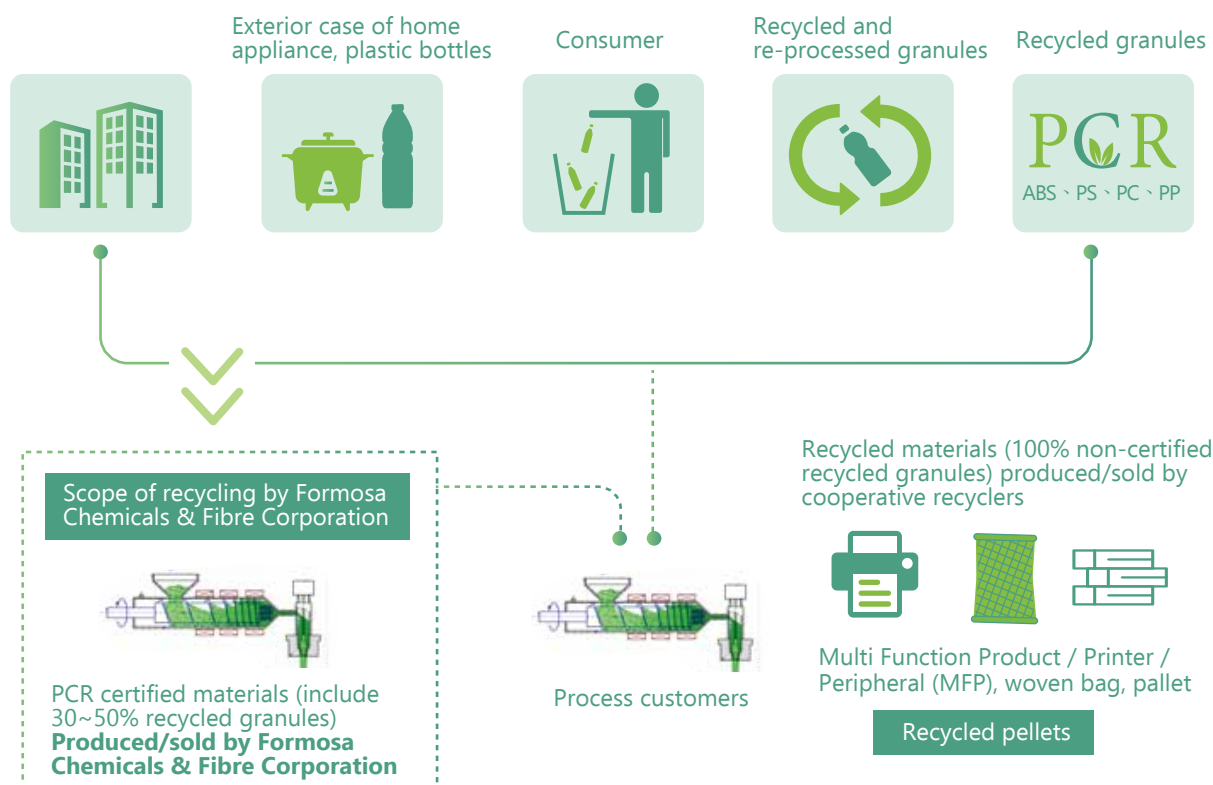 Exterior case of home
appliance, plastic bottles
Consumer
Recycled and
re-processed granules
Recycled granules
PCR
ABS、PS、PC、PP
Scope of recycling by Formosa
Chemicals & Fibre Corporation
PCR certified materials (include
30~50% recycled granules)
Produced/sold by Formosa
Chemicals & Fibre Corporation
Process customers
Recycled materials (100% non-certified
recycled granules) produced/sold by
cooperative recyclers
Multi Function Product / Printer /
Peripheral (MFP), woven bag, pallet
Recycled pellets